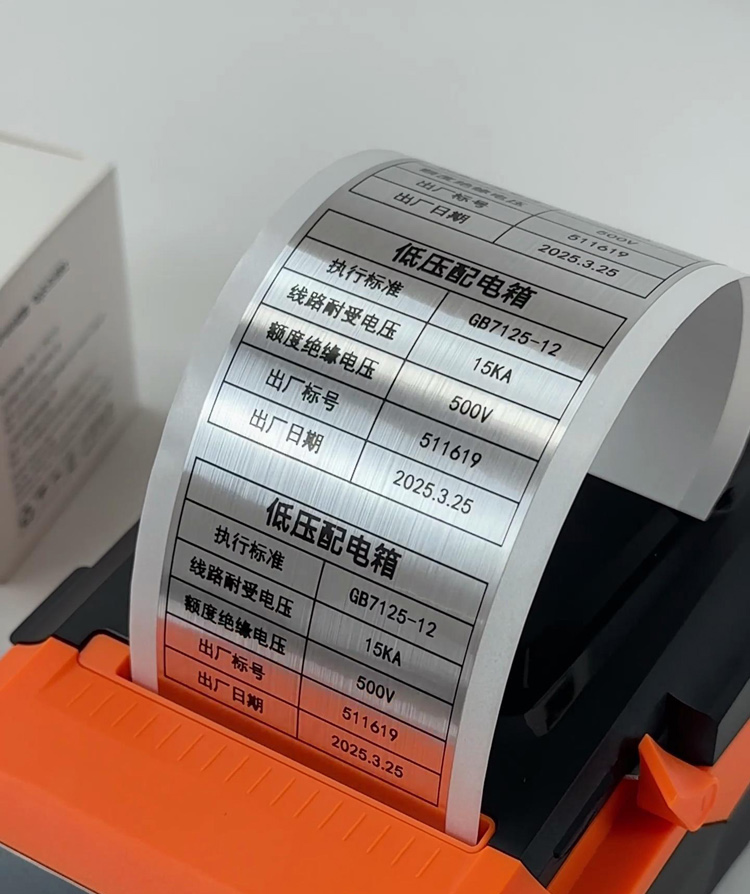 额度绝缘电压 500V
出厂标号 511619
出厂日期 2025.3.25
低压配电箱
执行标准 GB7125-12
线路耐受电压 15KA
额度绝缘电压 500V
出厂标号 511619
出厂日期 2025.3.25
低压配电箱
执行标准 GB7125-12
线路耐受电压 15KA
额度绝缘电压 500V
出厂标号 511619
出厂日期 2025.3.25